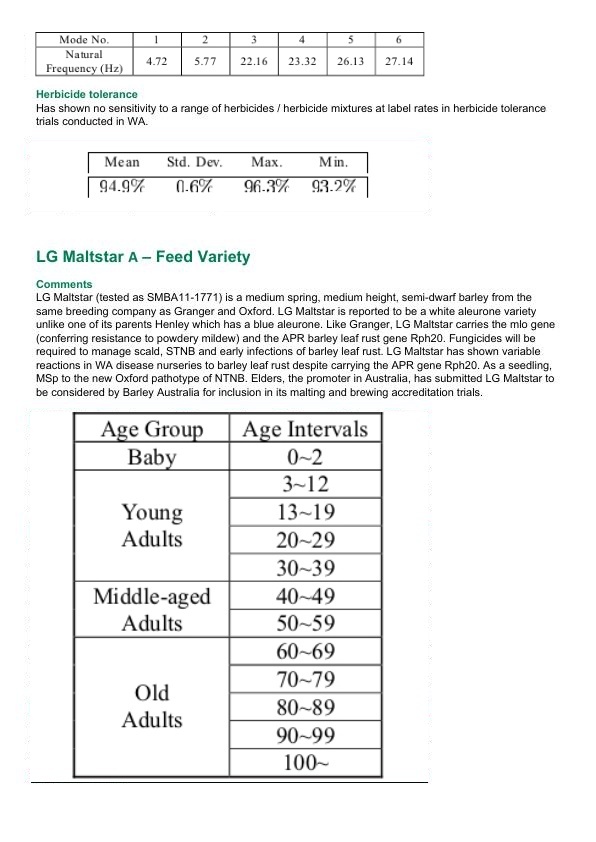 Mode No. 1 2 3 4 5 6
Natural
Frequency (Hz) 4.72 5.77 22.16 23.32 26.13 27.14
Herbicide tolerance
Has shown no sensitivity to a range of herbicides / herbicide mixtures at label rates in herbicide tolerance
trials conducted in WA.
Mean Std. Dev. Max. Min.
94.9% 0.6% 96.3% 93.2%
LG Maltstar A – Feed Variety
Comments
LG Maltstar (tested as SMBA11-1771) is a medium spring, medium height, semi-dwarf barley from the
same breeding company as Granger and Oxford. LG Maltstar is reported to be a white aleurone variety
unlike one of its parents Henley which has a blue aleurone. Like Granger, LG Maltstar carries the mlo gene
(conferring resistance to powdery mildew) and the APR barley leaf rust gene Rph20. Fungicides will be
required to manage scald, STNB and early infections of barley leaf rust. LG Maltstar has shown variable
reactions in WA disease nurseries to barley leaf rust despite carrying the APR gene Rph20. As a seedling,
MSp to the new Oxford pathotype of NTNB. Elders, the promoter in Australia, has submitted LG Maltstar to
be considered by Barley Australia for inclusion in its malting and brewing accreditation trials.
Age Group Age Intervals
Baby 0~2
3~12
Young 13~19
Adults 20~29
30~39
Middle-aged 40~49
Adults 50~59
60~69
70~79
Old 80~89
Adults 90~99
100~